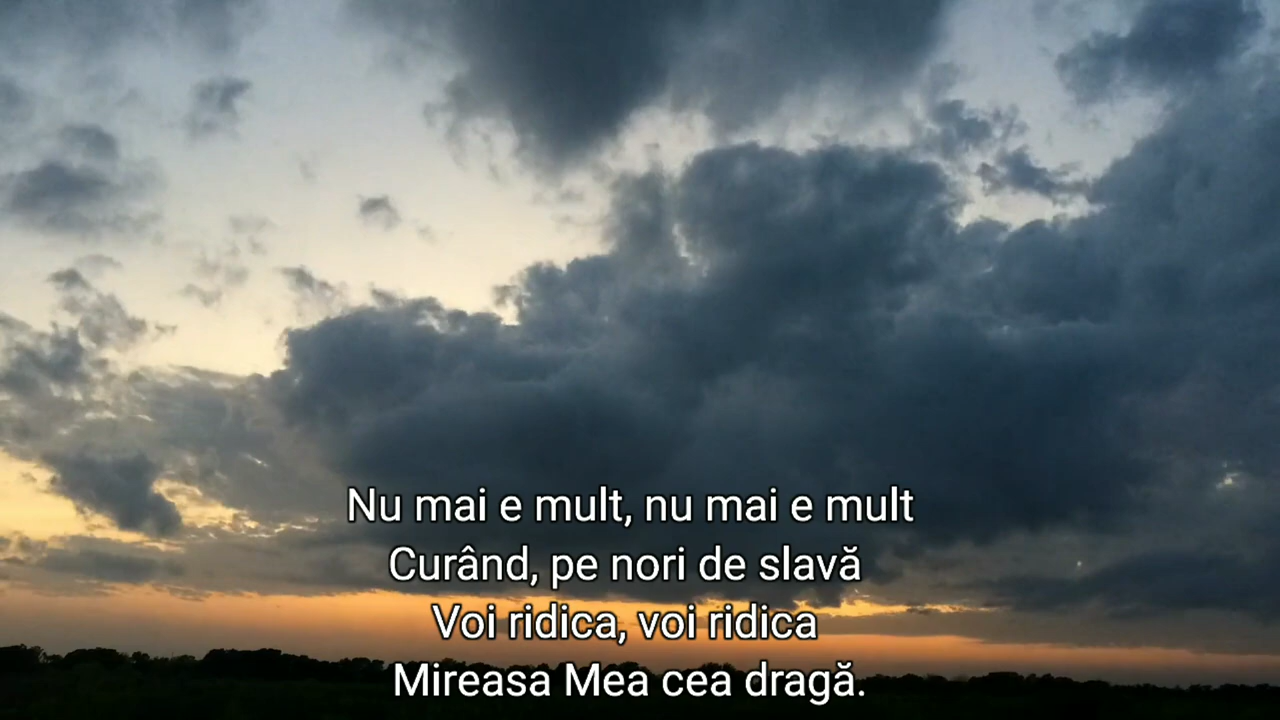 Nu mai e mult, nu mai e mult
Curând, pe nori de slavă
Voi ridica, voi ridica
Mireasa Mea cea dragă.